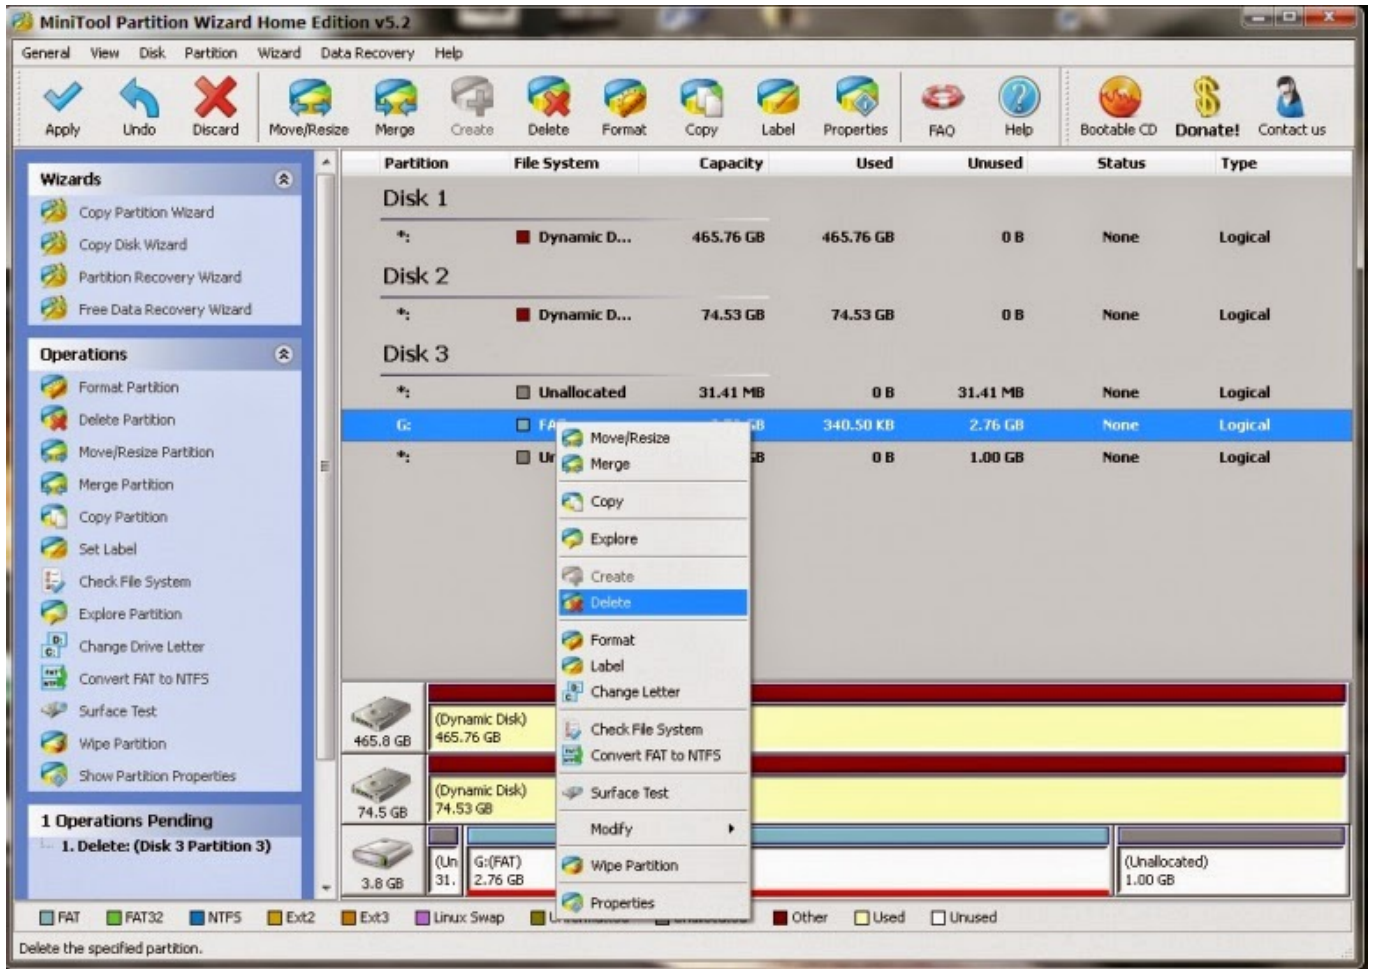 MiniTool Partition Wizard Home Edition v5.2
General View Disk Partition Wizard Data Recovery Help
Apply Undo Discard Move/Resize Merge Create Delete Format Copy Label Properties FAQ Help Bootable CD Donate! Contact us
Partition File System Capacity Used Unused Status Type
Wizards
Copy Partition Wizard
Copy Disk Wizard
Partition Recovery Wizard
Free Data Recovery Wizard
Operations
Format Partition
Delete Partition
Move/Resize Partition
Merge Partition
Copy Partition
Set Label
Check File System
Explore Partition
Change Drive Letter
Convert FAT to NTFS
Surface Test
Wipe Partition
Show Partition Properties
1 Operations Pending
1. Delete: (Disk 3 Partition 3)
Disk 1
*: Dynamic D... 465.76 GB 465.76 GB 0 B None Logical
Disk 2
*: Dynamic D... 74.53 GB 74.53 GB 0 B None Logical
Disk 3
*: Unallocated 31.41 MB 0 B 31.41 MB None Logical
G: 340.50 KB 2.76 GB None Logical
*: 0 B 1.00 GB None Logical
Move/Resize
Merge
Copy
Explore
Create
Delete
Format
Label
Change Letter
Check File System
Convert FAT to NTFS
Surface Test
Modify
Wipe Partition
Properties
465.8 GB
(Dynamic Disk)
465.76 GB
74.5 GB
(Dynamic Disk)
74.53 GB
3.8 GB
(Un
31.
G:(FAT)
2.76 GB
(Unallocated)
1.00 GB
FAT FAT32 NTFS Ext2 Ext3 Linux Swap Other Used Unused
Delete the specified partition.